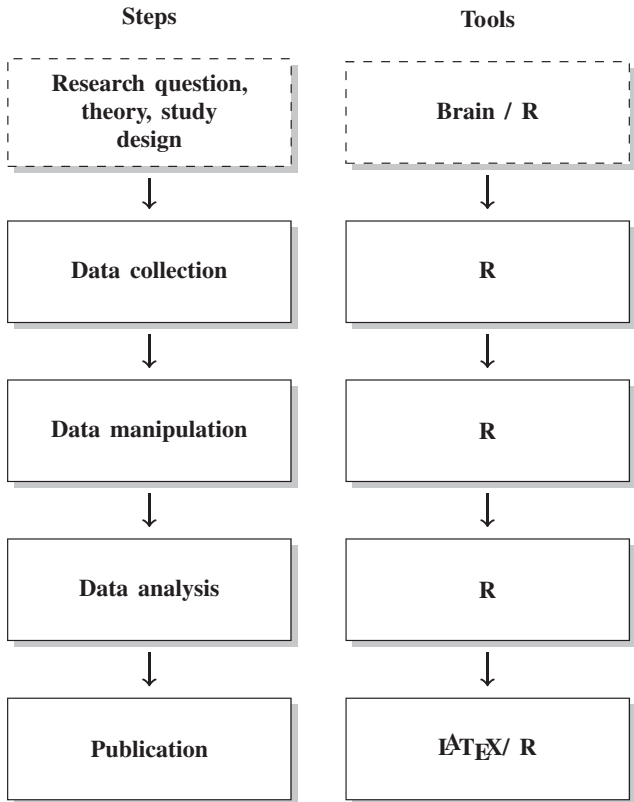 Steps
Tools
Research question,
theory, study
design
Brain / R
Data collection
R
Data manipulation
R
Data analysis
R
Publication
LATEX/ R